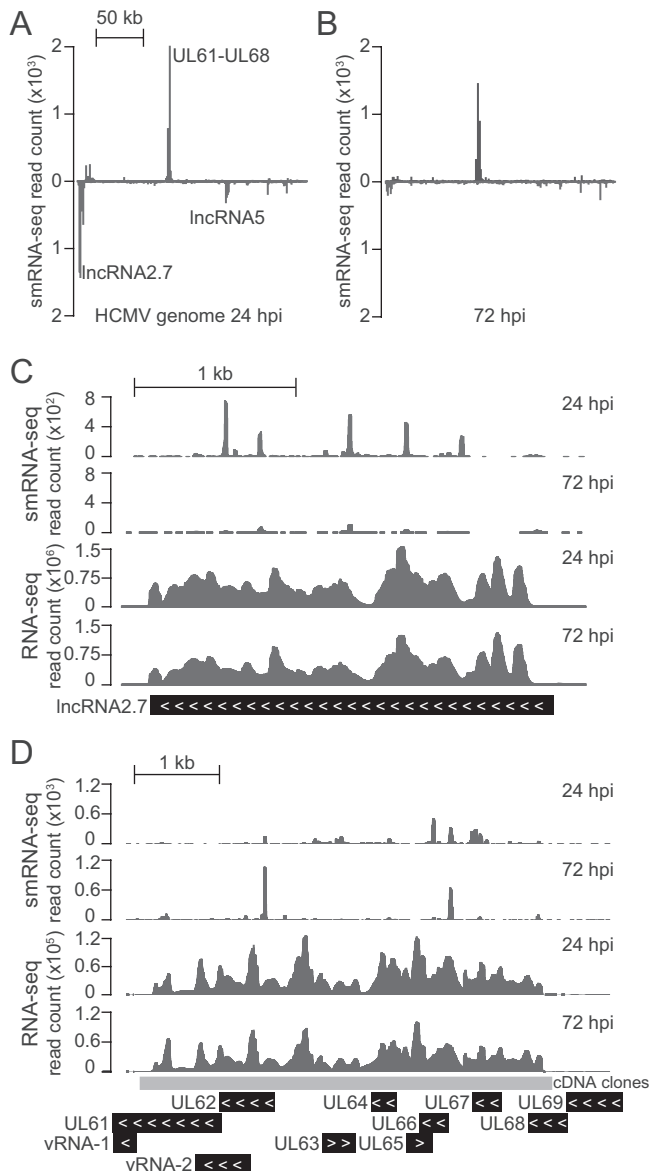 A
50 kb
smRNA-seq read count (x10³)
2
1
0
1
2
UL61-UL68
lncRNA5
lncRNA2.7
HCMV genome 24 hpi
B
smRNA-seq read count (x10³)
2
1
0
1
2
72 hpi
C
1 kb
smRNA-seq
read count (x10²)
8
4
0
24 hpi
8
4
0
72 hpi
RNA-seq
read count (x10⁶)
1.5
0.75
0
24 hpi
1.5
0.75
0
72 hpi
lncRNA2.7
D
1 kb
smRNA-seq
read count (x10³)
1.2
0.6
0
24 hpi
1.2
0.6
0
72 hpi
RNA-seq
read count (x10⁵)
1.2
0.6
0
24 hpi
1.2
0.6
0
72 hpi
cDNA clones
UL62 UL64 UL67 UL69
UL61 UL66 UL68
vRNA-1 UL63 UL65
vRNA-2